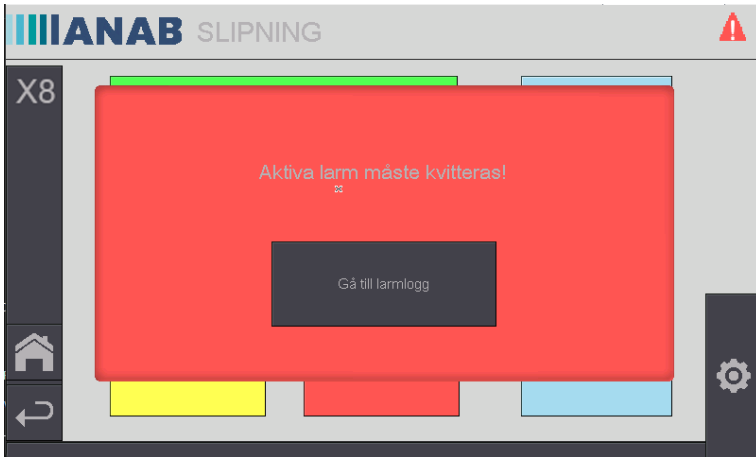 ANAB SLIPNING
X8
Aktiva larm måste kvitteras!
Gå till larmlogg